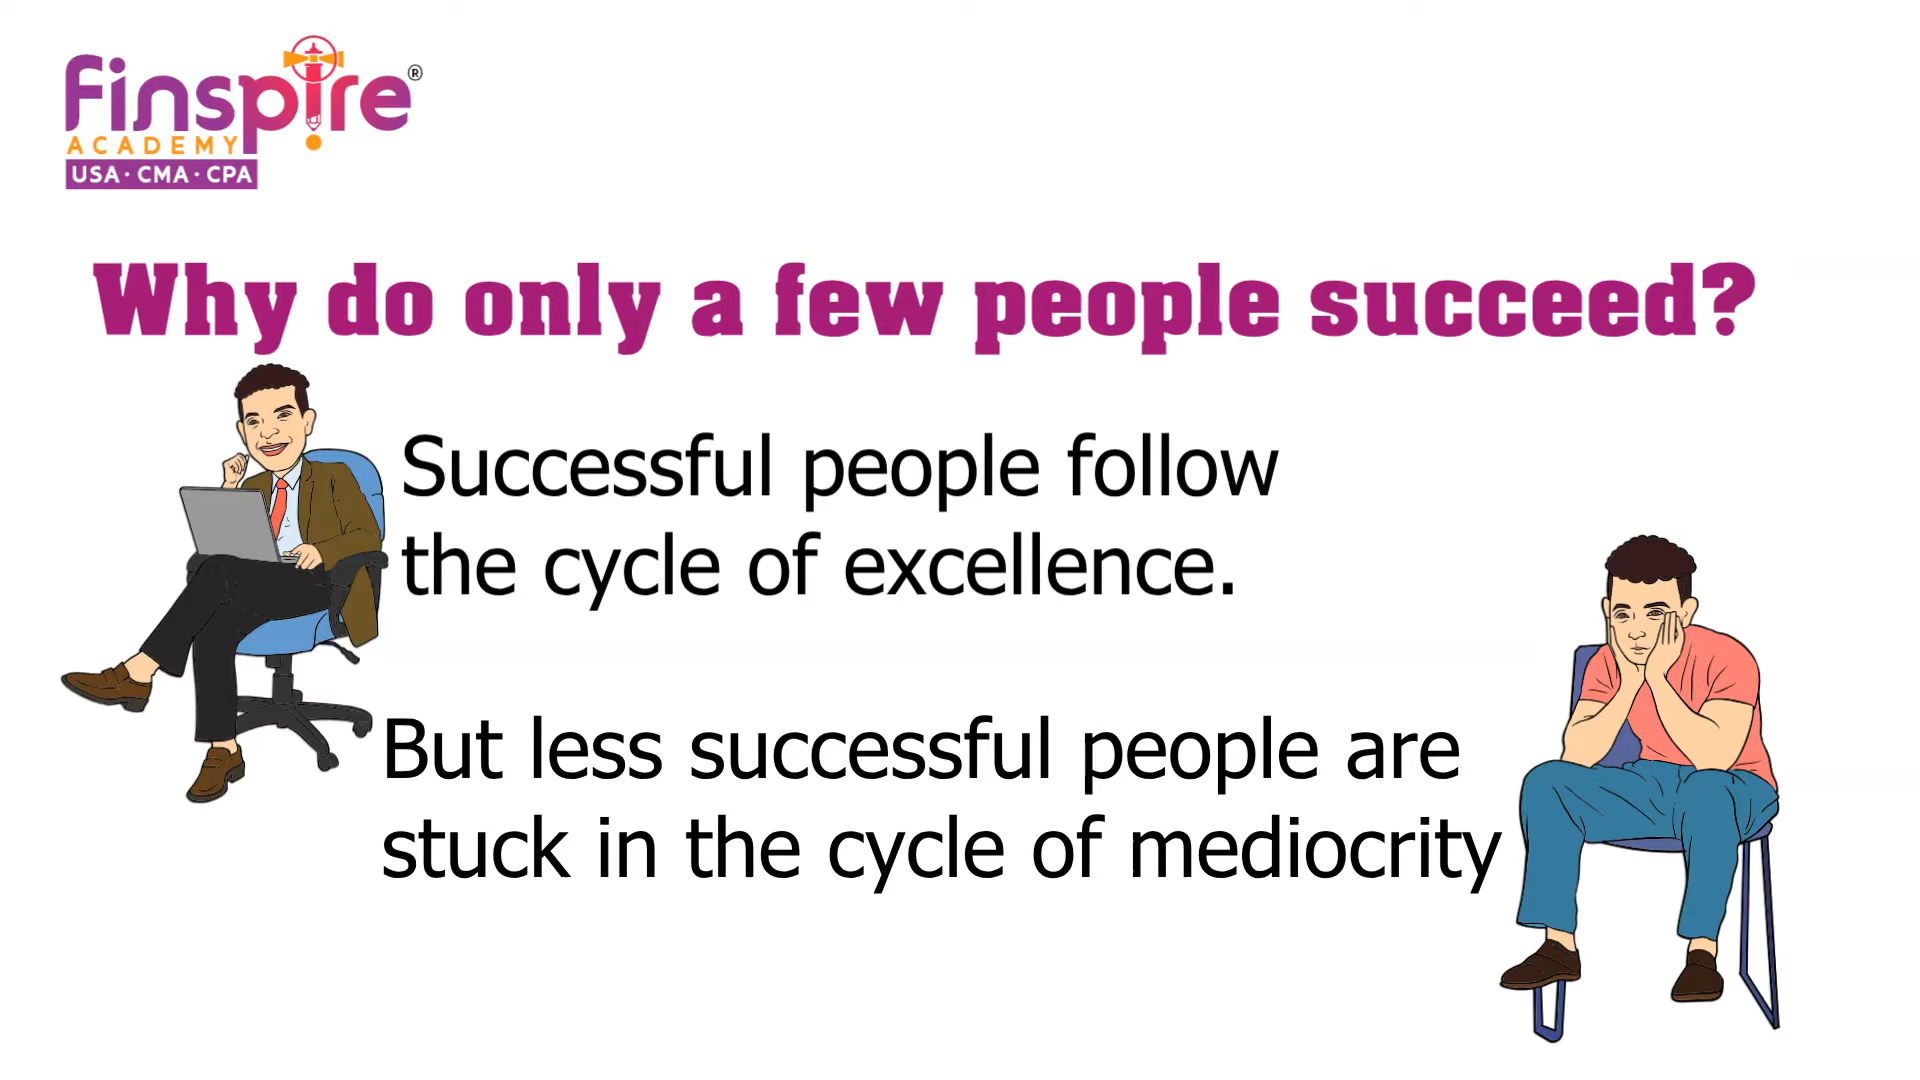 Finspire®
ACADEMY
USA · CMA · CPA
Why do only a few people succeed?
Successful people follow
the cycle of excellence.
But less successful people are
stuck in the cycle of mediocrity